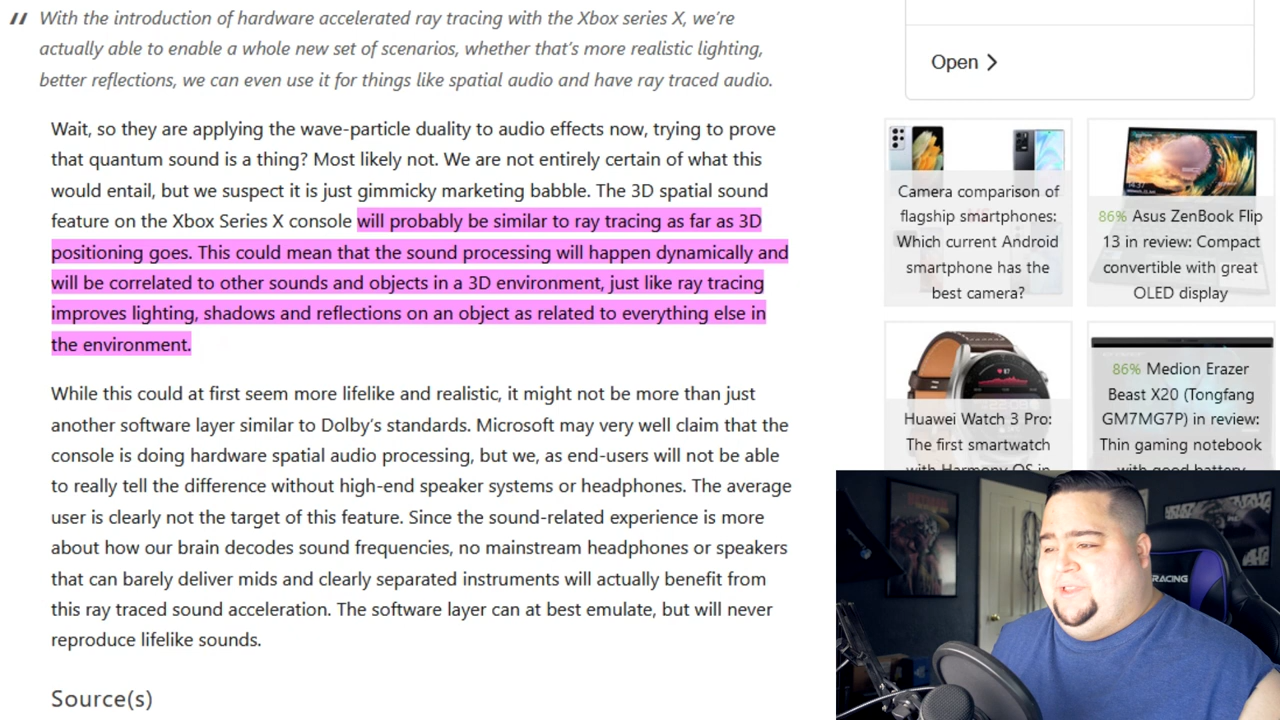 " With the introduction of hardware accelerated ray tracing with the Xbox series X, we're
actually able to enable a whole new set of scenarios, whether that's more realistic lighting,
better reflections, we can even use it for things like spatial audio and have ray traced audio.
Wait, so they are applying the wave-particle duality to audio effects now, trying to prove
that quantum sound is a thing? Most likely not. We are not entirely certain of what this
would entail, but we suspect it is just gimmicky marketing babble. The 3D spatial sound
feature on the Xbox Series X console will probably be similar to ray tracing as far as 3D
positioning goes. This could mean that the sound processing will happen dynamically and
will be correlated to other sounds and objects in a 3D environment, just like ray tracing
improves lighting, shadows and reflections on an object as related to everything else in
the environment.
While this could at first seem more lifelike and realistic, it might not be more than just
another software layer similar to Dolby's standards. Microsoft may very well claim that the
console is doing hardware spatial audio processing, but we, as end-users will not be able
to really tell the difference without high-end speaker systems or headphones. The average
user is clearly not the target of this feature. Since the sound-related experience is more
about how our brain decodes sound frequencies, no mainstream headphones or speakers
that can barely deliver mids and clearly separated instruments will actually benefit from
this ray traced sound acceleration. The software layer can at best emulate, but will never
reproduce lifelike sounds.
Source(s)
Open >
Camera comparison of
flagship smartphones:
Which current Android
smartphone has the
best camera?
86% Asus ZenBook Flip
13 in review: Compact
convertible with great
OLED display
Huawei Watch 3 Pro:
The first smartwatch
with Harmony OS in
86% Medion Erazer
Beast X20 (Tongfang
GM7MG7P) in review:
Thin gaming notebook
with good battery
RACING